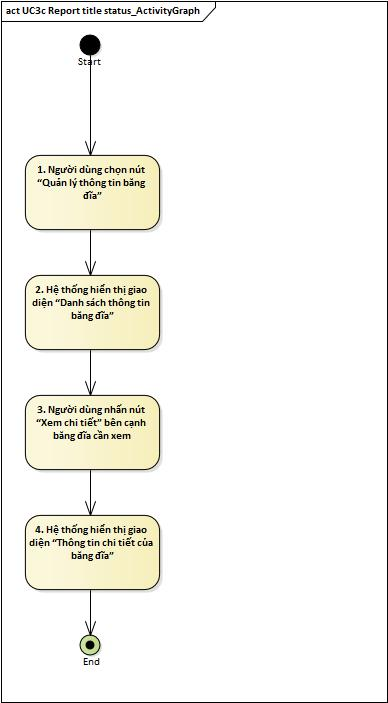 act UC3c Report title status_ActivityGraph
Start
1. Người dùng chọn nút
“Quản lý thông tin băng
đĩa”
2. Hệ thống hiển thị giao
diện “Danh sách thông tin
băng đĩa”
3. Người dùng nhấn nút
“Xem chi tiết” bên cạnh
băng đĩa cần xem
4. Hệ thống hiển thị giao
diện “Thông tin chi tiết của
băng đĩa”
End